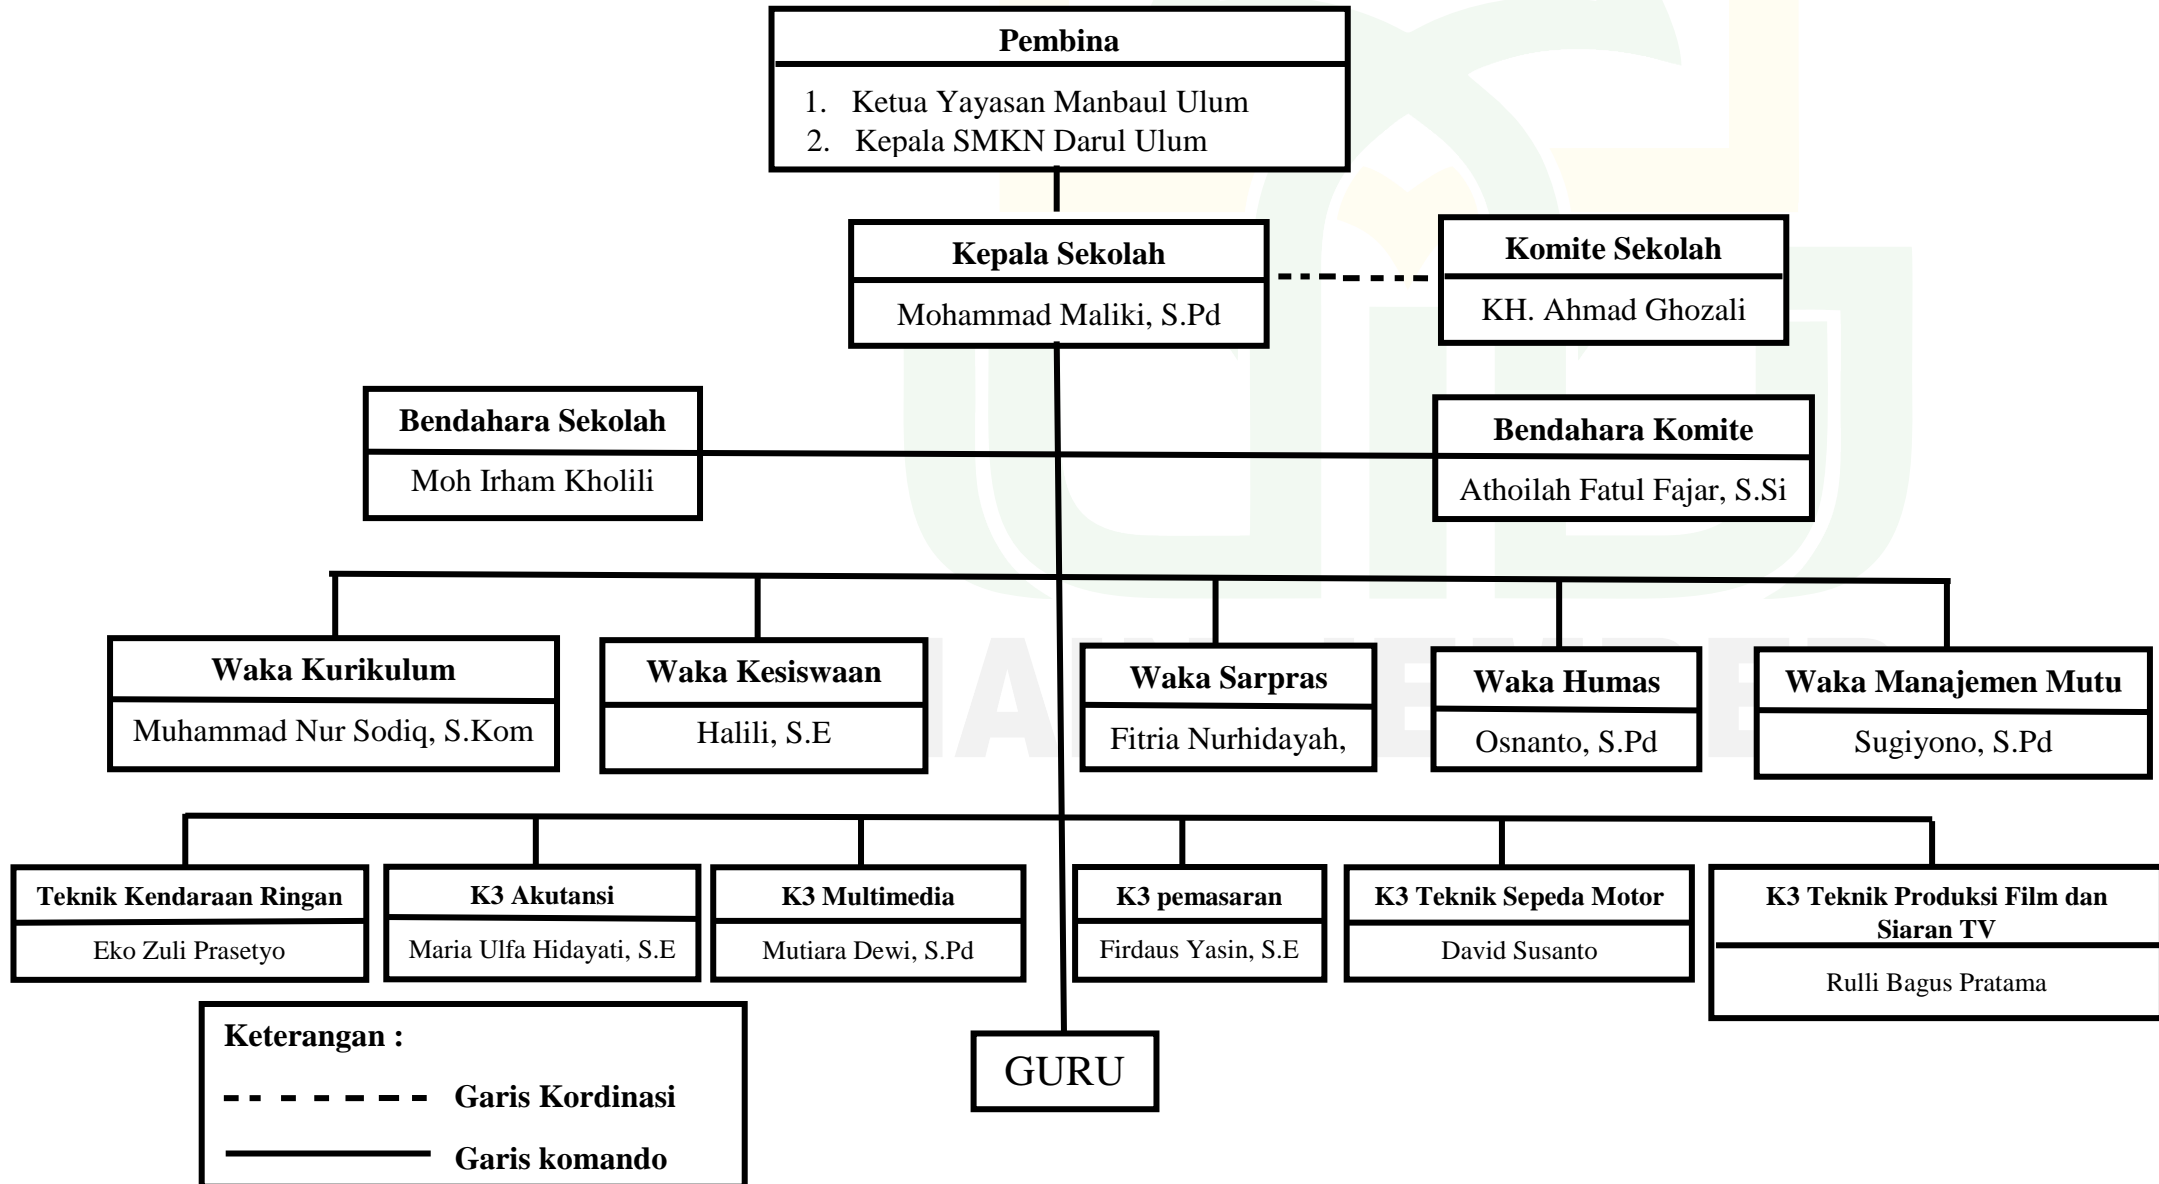 Pembina
1. Ketua Yayasan Manbaul Ulum
2. Kepala SMKN Darul Ulum
Kepala Sekolah
Mohammad Maliki, S.Pd
Komite Sekolah
KH. Ahmad Ghozali
Bendahara Sekolah
Moh Irham Kholili
Bendahara Komite
Athoilah Fatul Fajar, S.Si
Waka Kurikulum
Muhammad Nur Sodiq, S.Kom
Waka Kesiswaan
Halili, S.E
Waka Sarpras
Fitria Nurhidayah,
Waka Humas
Osnanto, S.Pd
Waka Manajemen Mutu
Sugiyono, S.Pd
Teknik Kendaraan Ringan
Eko Zuli Prasetyo
K3 Akutansi
Maria Ulfa Hidayati, S.E
K3 Multimedia
Mutiara Dewi, S.Pd
K3 pemasaran
Firdaus Yasin, S.E
K3 Teknik Sepeda Motor
David Susanto
K3 Teknik Produksi Film dan
Siaran TV
Rulli Bagus Pratama
GURU
Keterangan :
Garis Kordinasi
Garis komando